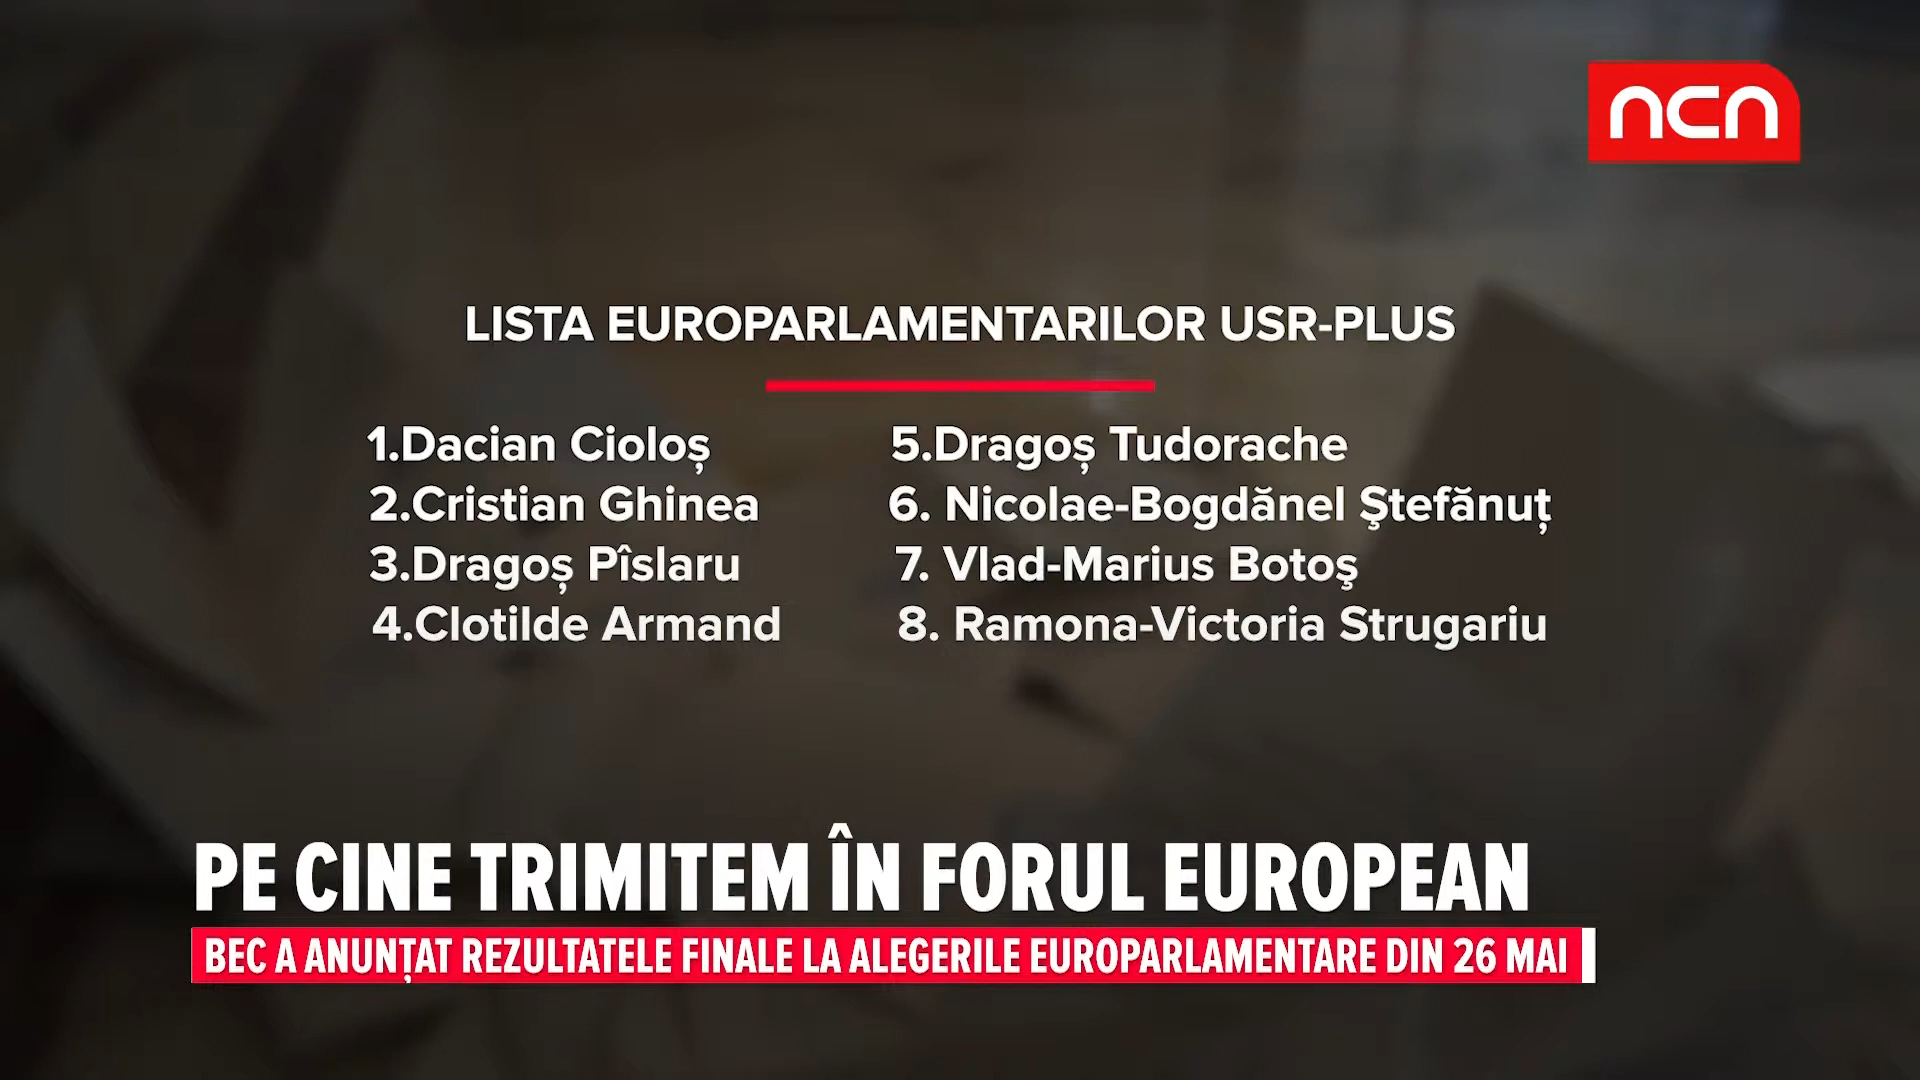 ncn
LISTA EUROPARLAMENTARILOR USR-PLUS
1.Dacian Cioloș
2.Cristian Ghinea
3.Dragoș Pîslaru
4.Clotilde Armand
5.Dragoș Tudorache
6. Nicolae-Bogdănel Ştefănuț
7. Vlad-Marius Botoş
8. Ramona-Victoria Strugariu
PE CINE TRIMITEM ÎN FORUL EUROPEAN
BEC A ANUNȚAT REZULTATELE FINALE LA ALEGERILE EUROPARLAMENTARE DIN 26 MAI